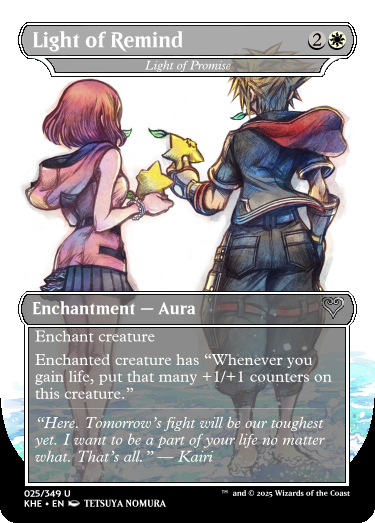 Light of Remind 2
Light of Promise
Enchantment — Aura
Enchant creature
Enchanted creature has “Whenever you
gain life, put that many +1/+1 counters on
this creature.”
“Here. Tomorrow’s fight will be our toughest
yet. I want to be a part of your life no matter
what. That’s all.” — Kairi
025/349 U
KHE • EN TETSUYA NOMURA
™ and © 2025 Wizards of the Coast